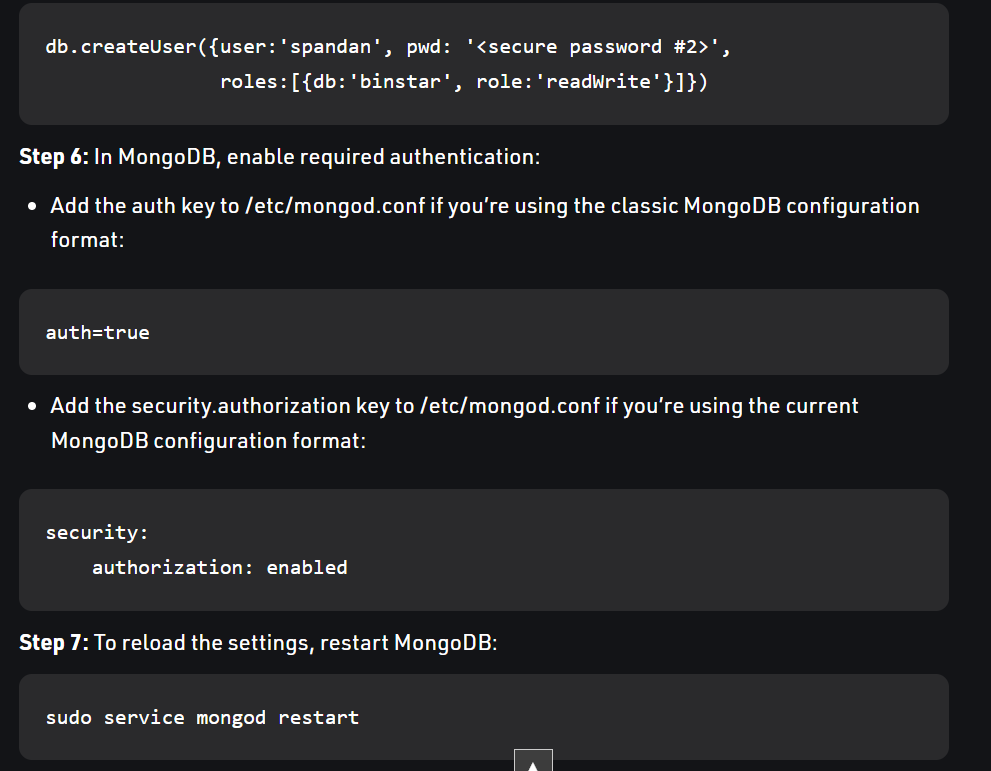 db.createUser({user:'spandan', pwd: '<secure password #2>',
roles:[{db:'binstar', role:'readWrite'}]})
Step 6: In MongoDB, enable required authentication:
• Add the auth key to /etc/mongod.conf if you’re using the classic MongoDB configuration
format:
auth=true
• Add the security.authorization key to /etc/mongod.conf if you’re using the current
MongoDB configuration format:
security:
authorization: enabled
Step 7: To reload the settings, restart MongoDB:
sudo service mongod restart